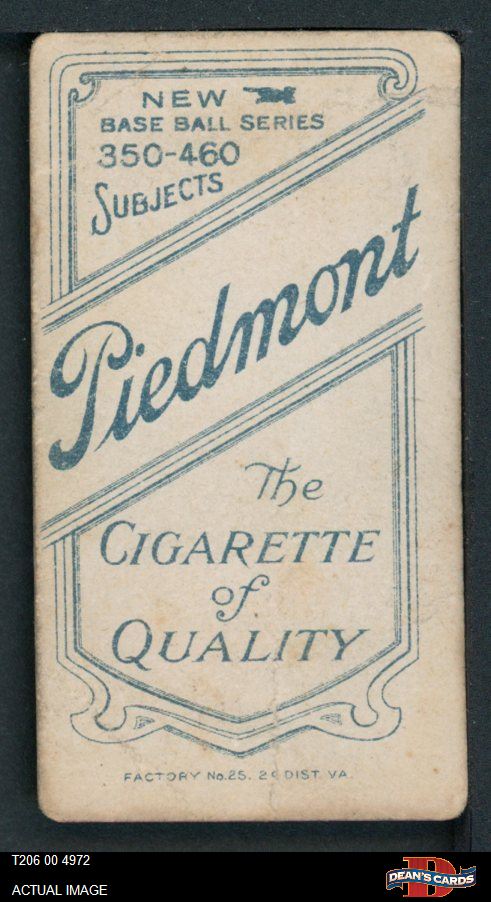 NEW
BASE BALL SERIES
350-460
SUBJECTS
Piedmont
The
CIGARETTE
of
QUALITY
FACTORY No. 25. 2d DIST. VA.
T206 00 4972
ACTUAL IMAGE
DEAN'S CARDS